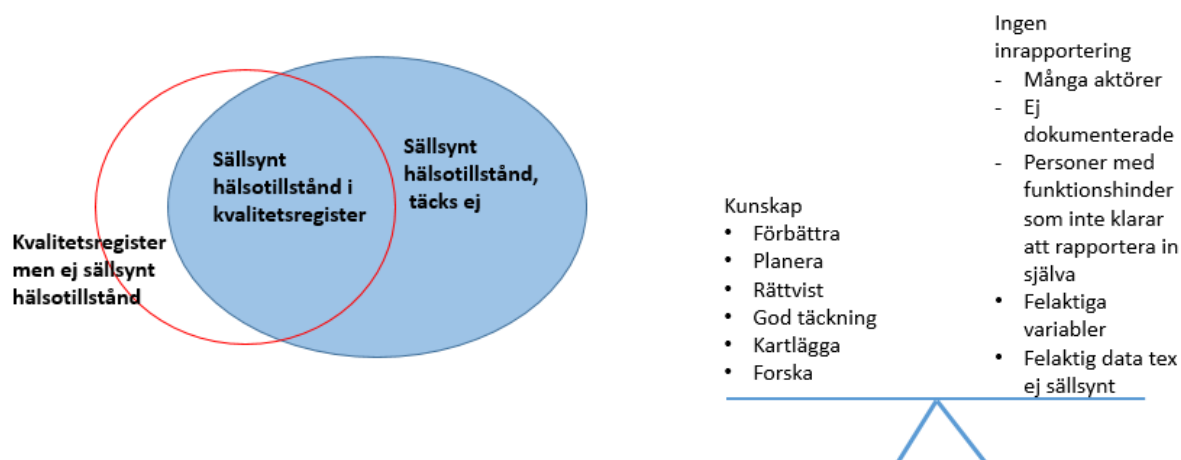 Sällsynt
hälsotillstånd i
kvalitetsregister
Sällsynt
hälsotillstånd,
täcks ej
Kvalitetsregister
men ej sällsynt
hälsotillstånd
Kunskap
• Förbättra
• Planera
• Rättvist
• God täckning
• Kartlägga
• Forska
Ingen
inrapportering
- Många aktörer
- Ej
dokumenterade
- Personer med
funktionshinder
som inte klarar
att rapportera in
själva
• Felaktiga
variabler
• Felaktig data tex
ej sällsynt